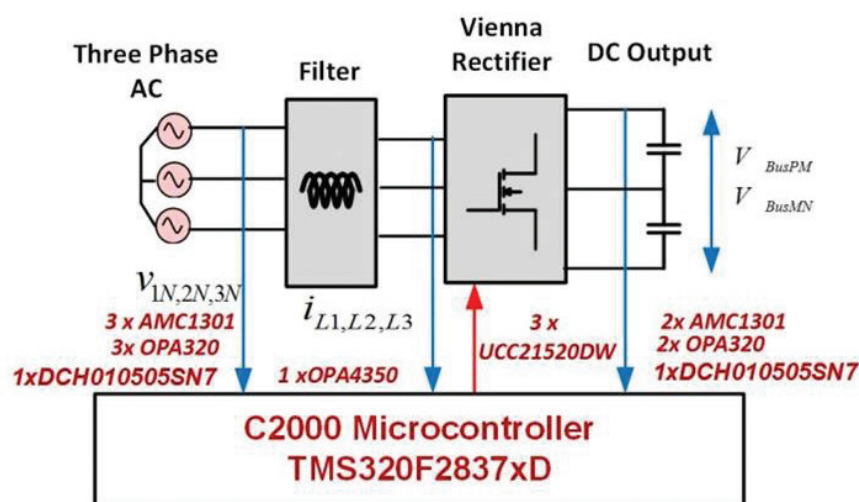 Three Phase
AC
Filter
Vienna
Rectifier
DC Output
V BusPM
V BusMN
v1N,2N,3N
3 x AMC1301
3x OPA320
1xDCH010505SN7
iL1,L2,L3
1 xOPA4350
3 x
UCC21520DW
2x AMC1301
2x OPA320
1xDCH010505SN7
C2000 Microcontroller
TMS320F2837xD